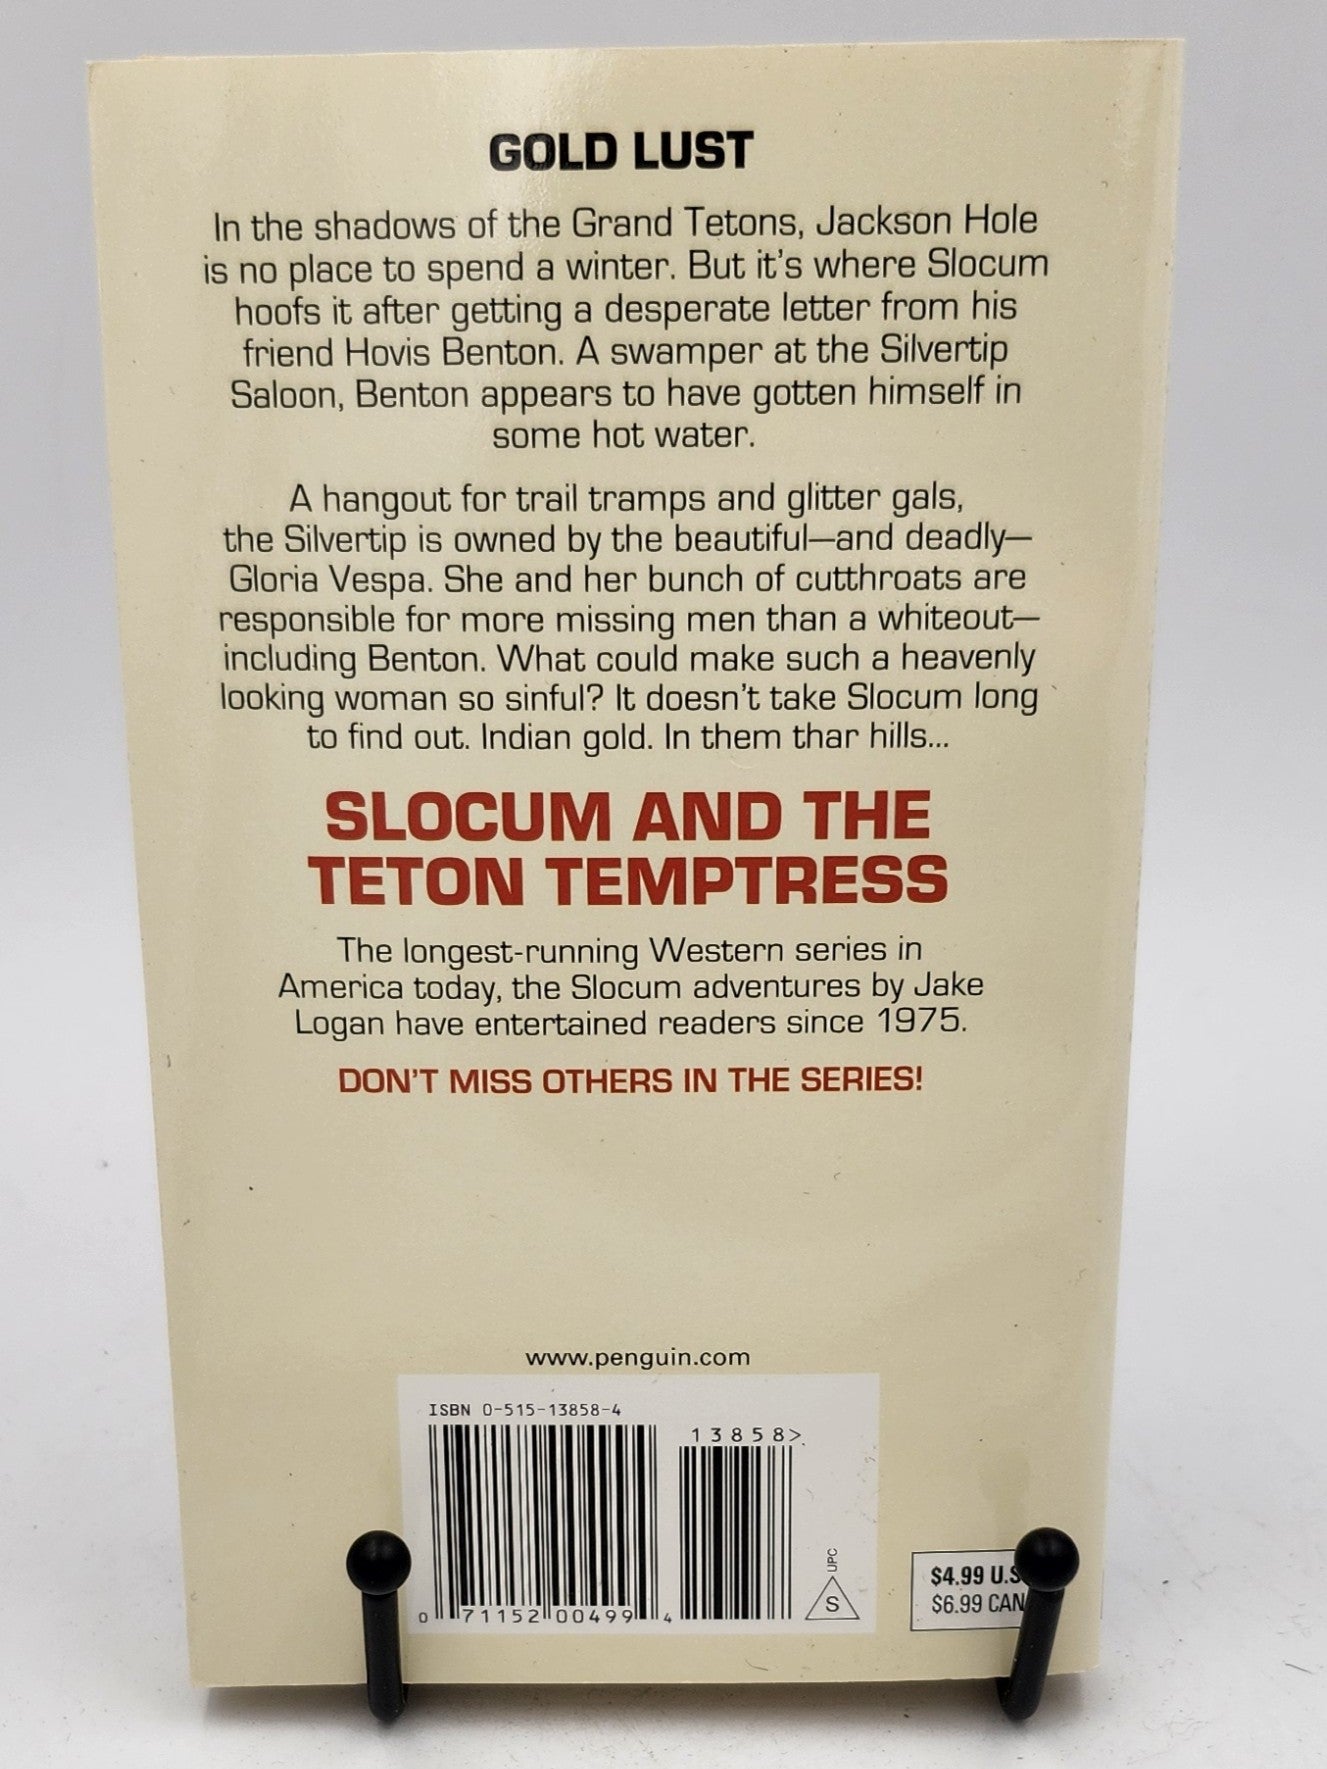 GOLD LUST
In the shadows of the Grand Tetons, Jackson Hole
is no place to spend a winter. But it's where Slocum
hoofs it after getting a desperate letter from his
friend Hovis Benton. A swamper at the Silvertip
Saloon, Benton appears to have gotten himself in
some hot water.
A hangout for trail tramps and glitter gals,
the Silvertip is owned by the beautiful—and deadly—
Gloria Vespa. She and her bunch of cutthroats are
responsible for more missing men than a whiteout—
including Benton. What could make such a heavenly
looking woman so sinful? It doesn't take Slocum long
to find out. Indian gold. In them thar hills...
SLOCUM AND THE
TETON TEMPTRESS
The longest-running Western series in
America today, the Slocum adventures by Jake
Logan have entertained readers since 1975.
DON'T MISS OTHERS IN THE SERIES!
www.penguin.com
ISBN 0-515-13858-4
13858>
0 71152 00499 4
UPC
S
$4.99 U.S
$6.99 CAN